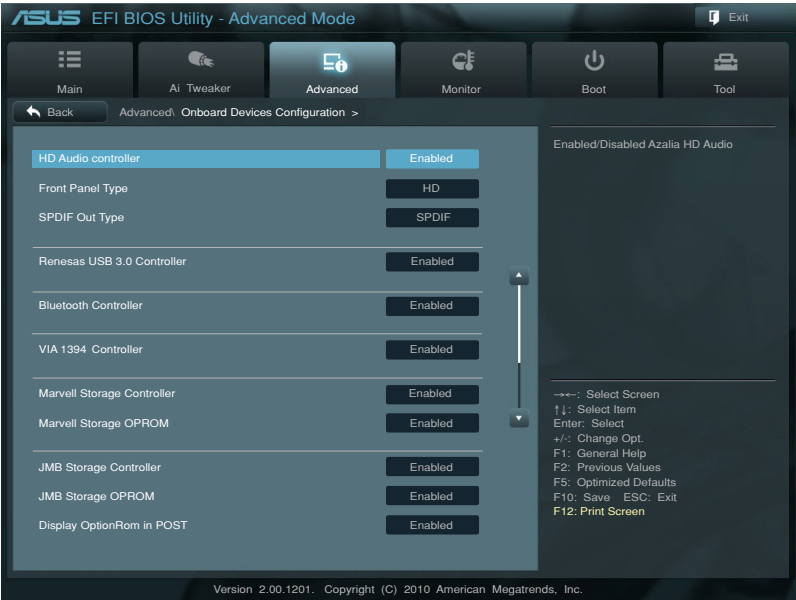 ASUS EFI BIOS Utility - Advanced Mode
Exit
Main
Ai Tweaker
Advanced
Monitor
Boot
Tool
Back
Advanced\ Onboard Devices Configuration >
HD Audio controller Enabled
Front Panel Type HD
SPDIF Out Type SPDIF
Renesas USB 3.0 Controller Enabled
Bluetooth Controller Enabled
VIA 1394 Controller Enabled
Marvell Storage Controller Enabled
Marvell Storage OPROM Enabled
JMB Storage Controller Enabled
JMB Storage OPROM Enabled
Display OptionRom in POST Enabled
Enabled/Disabled Azalia HD Audio
→←: Select Screen
↑↓: Select Item
Enter: Select
+/-: Change Opt.
F1: General Help
F2: Previous Values
F5: Optimized Defaults
F10: Save ESC: Exit
F12: Print Screen
Version 2.00.1201. Copyright (C) 2010 American Megatrends, Inc.